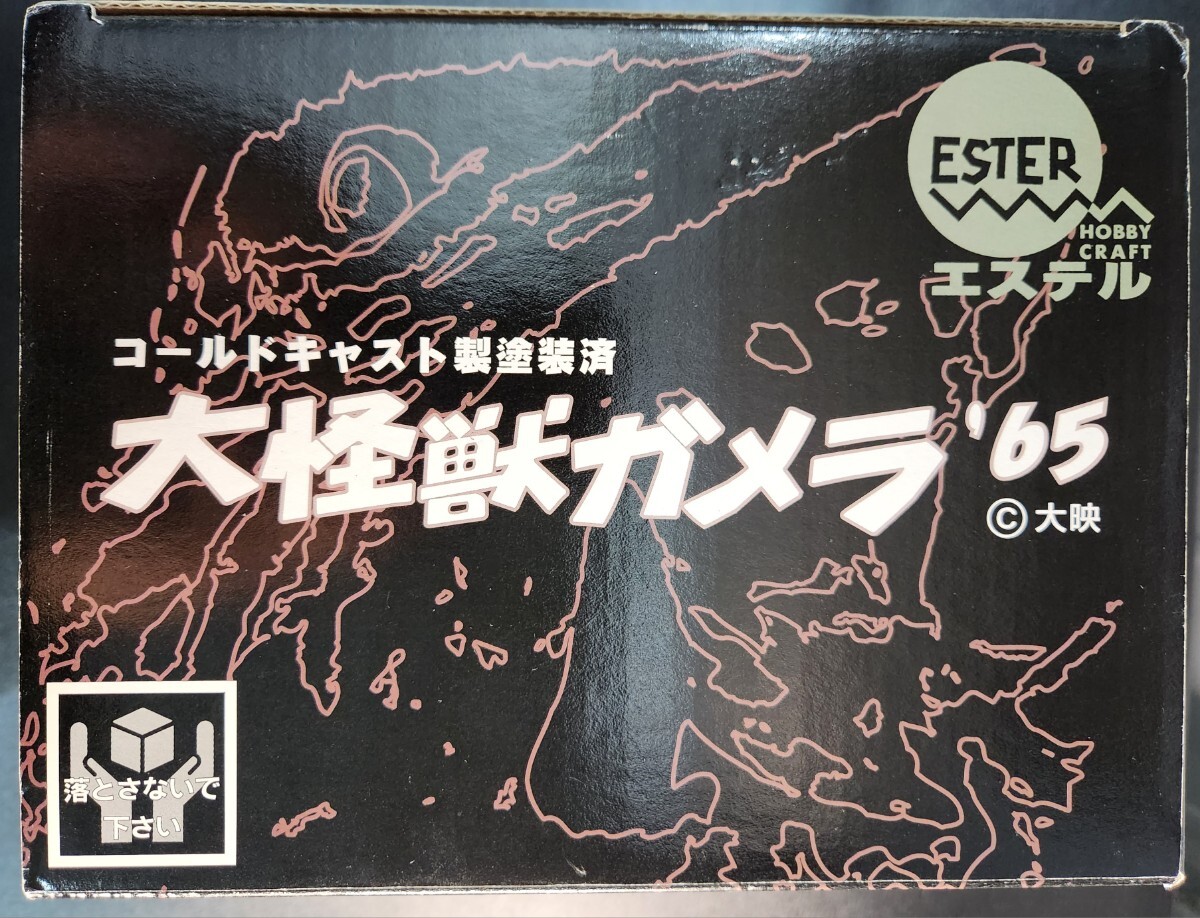 ESTER
HOBBY
CRAFT
エステル
コールドキャスト製塗装済
大怪獣ガメラ'65
©大映
落とさないで
下さい